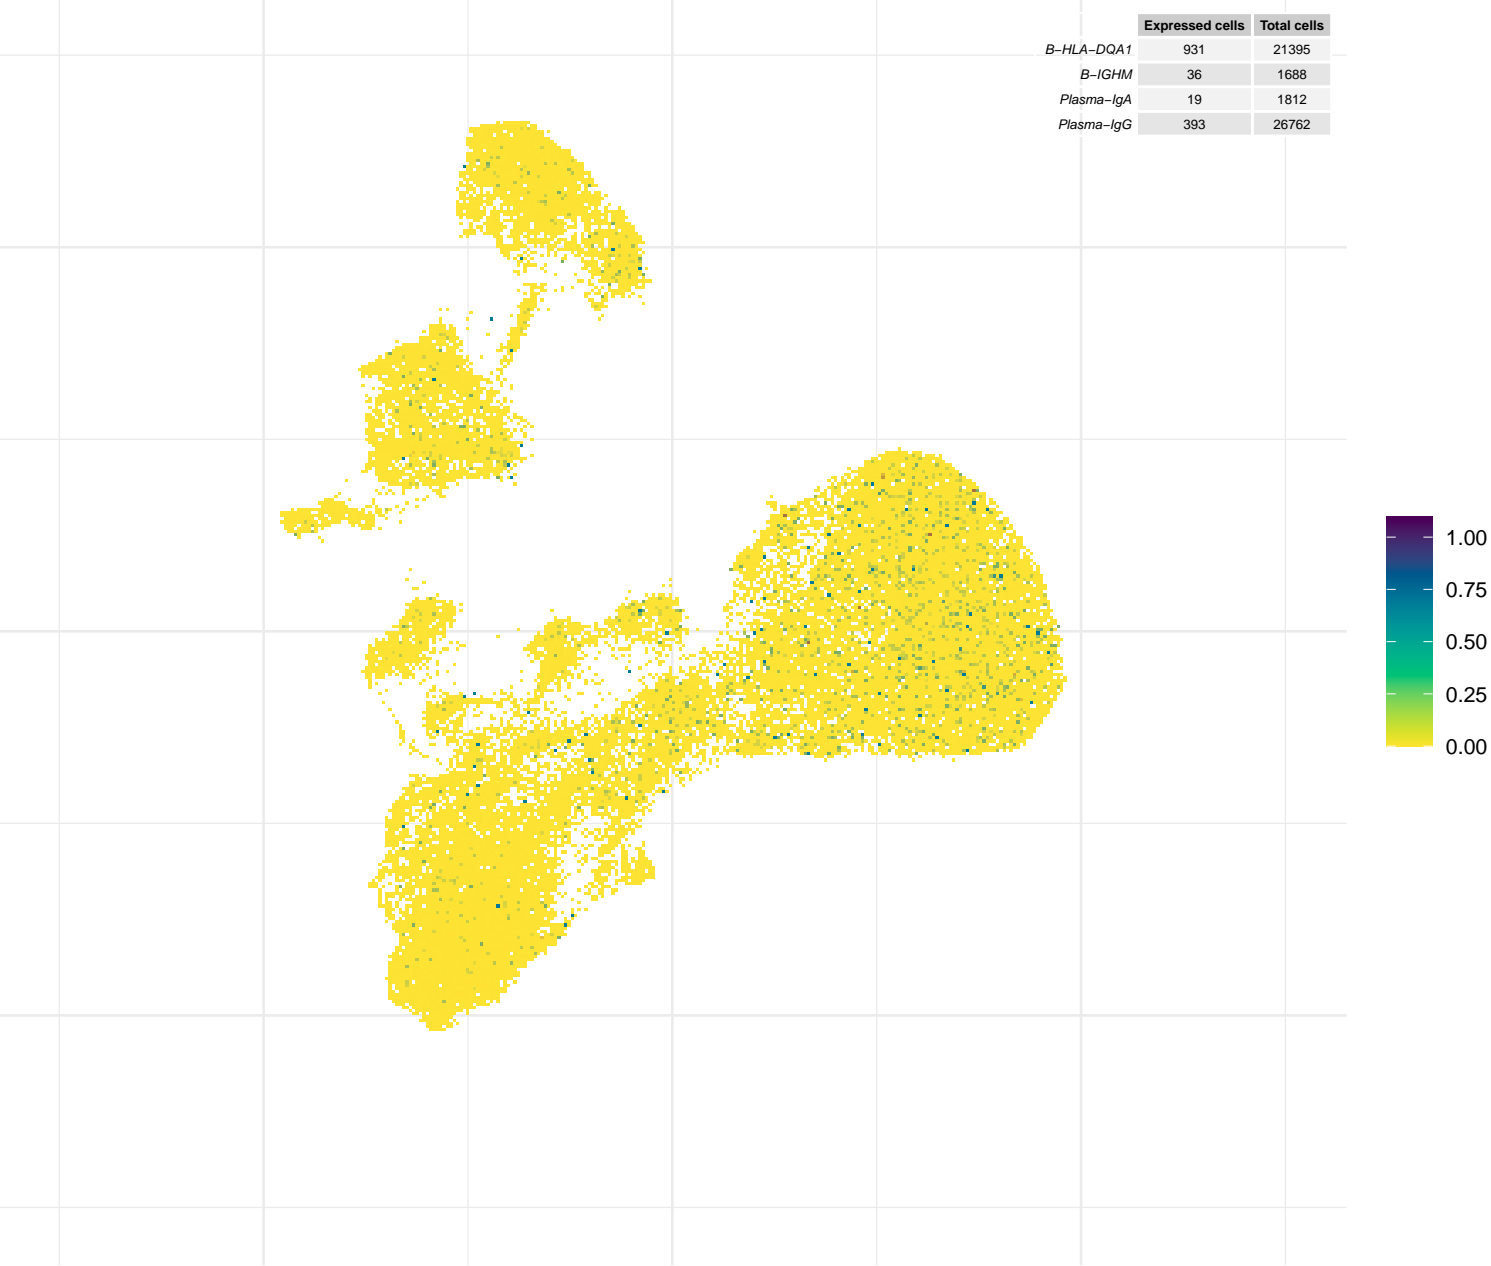 Expressed cells Total cells
B−HLA−DQA1 931 21395
B−IGHM 36 1688
Plasma−IgA 19 1812
Plasma−IgG 393 26762
1.00
0.75
0.50
0.25
0.00